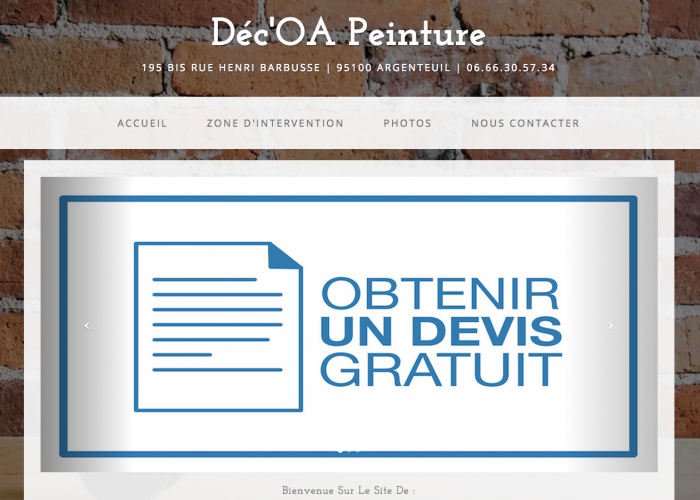 Déc'OA Peinture
195 BIS RUE HENRI BARBUSSE | 95100 ARGENTEUIL | 06.66.30.57.34
ACCUEIL ZONE D'INTERVENTION PHOTOS NOUS CONTACTER
OBTENIR
UN DEVIS
GRATUIT
Bienvenue Sur Le Site De :